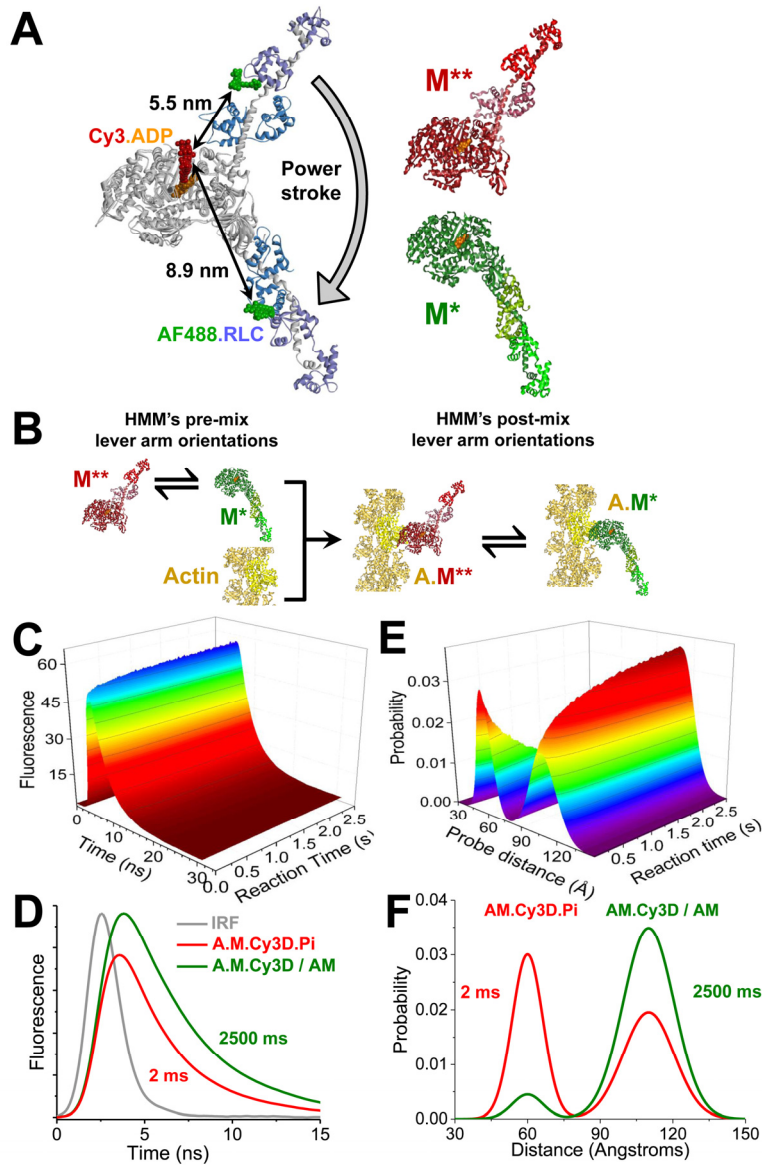 A
5.5 nm
Cy3.ADP
Power
stroke
8.9 nm
AF488.RLC
M**
M*
B
HMM's pre-mix
lever arm orientations
HMM's post-mix
lever arm orientations
M**
M*
Actin
A.M**
A.M*
C
60
45
30
15
Fluorescence
0
10
20
30
Time (ns)
0.0
0.5
1.0
1.5
2.0
2.5
Reaction Time (s)
E
0.03
0.02
0.01
0.00
Probability
30
60
90
120
Probe distance (Å)
0.5
1.0
1.5
2.0
2.5
Reaction time (s)
D
IRF
A.M.Cy3D.Pi
A.M.Cy3D / AM
2500 ms
2 ms
Fluorescence
0 5 10 15
Time (ns)
F
AM.Cy3D.Pi AM.Cy3D / AM
2 ms
2500 ms
0.04
0.03
0.02
0.01
0.00
Probability
30 60 90 120 150
Distance (Angstroms)